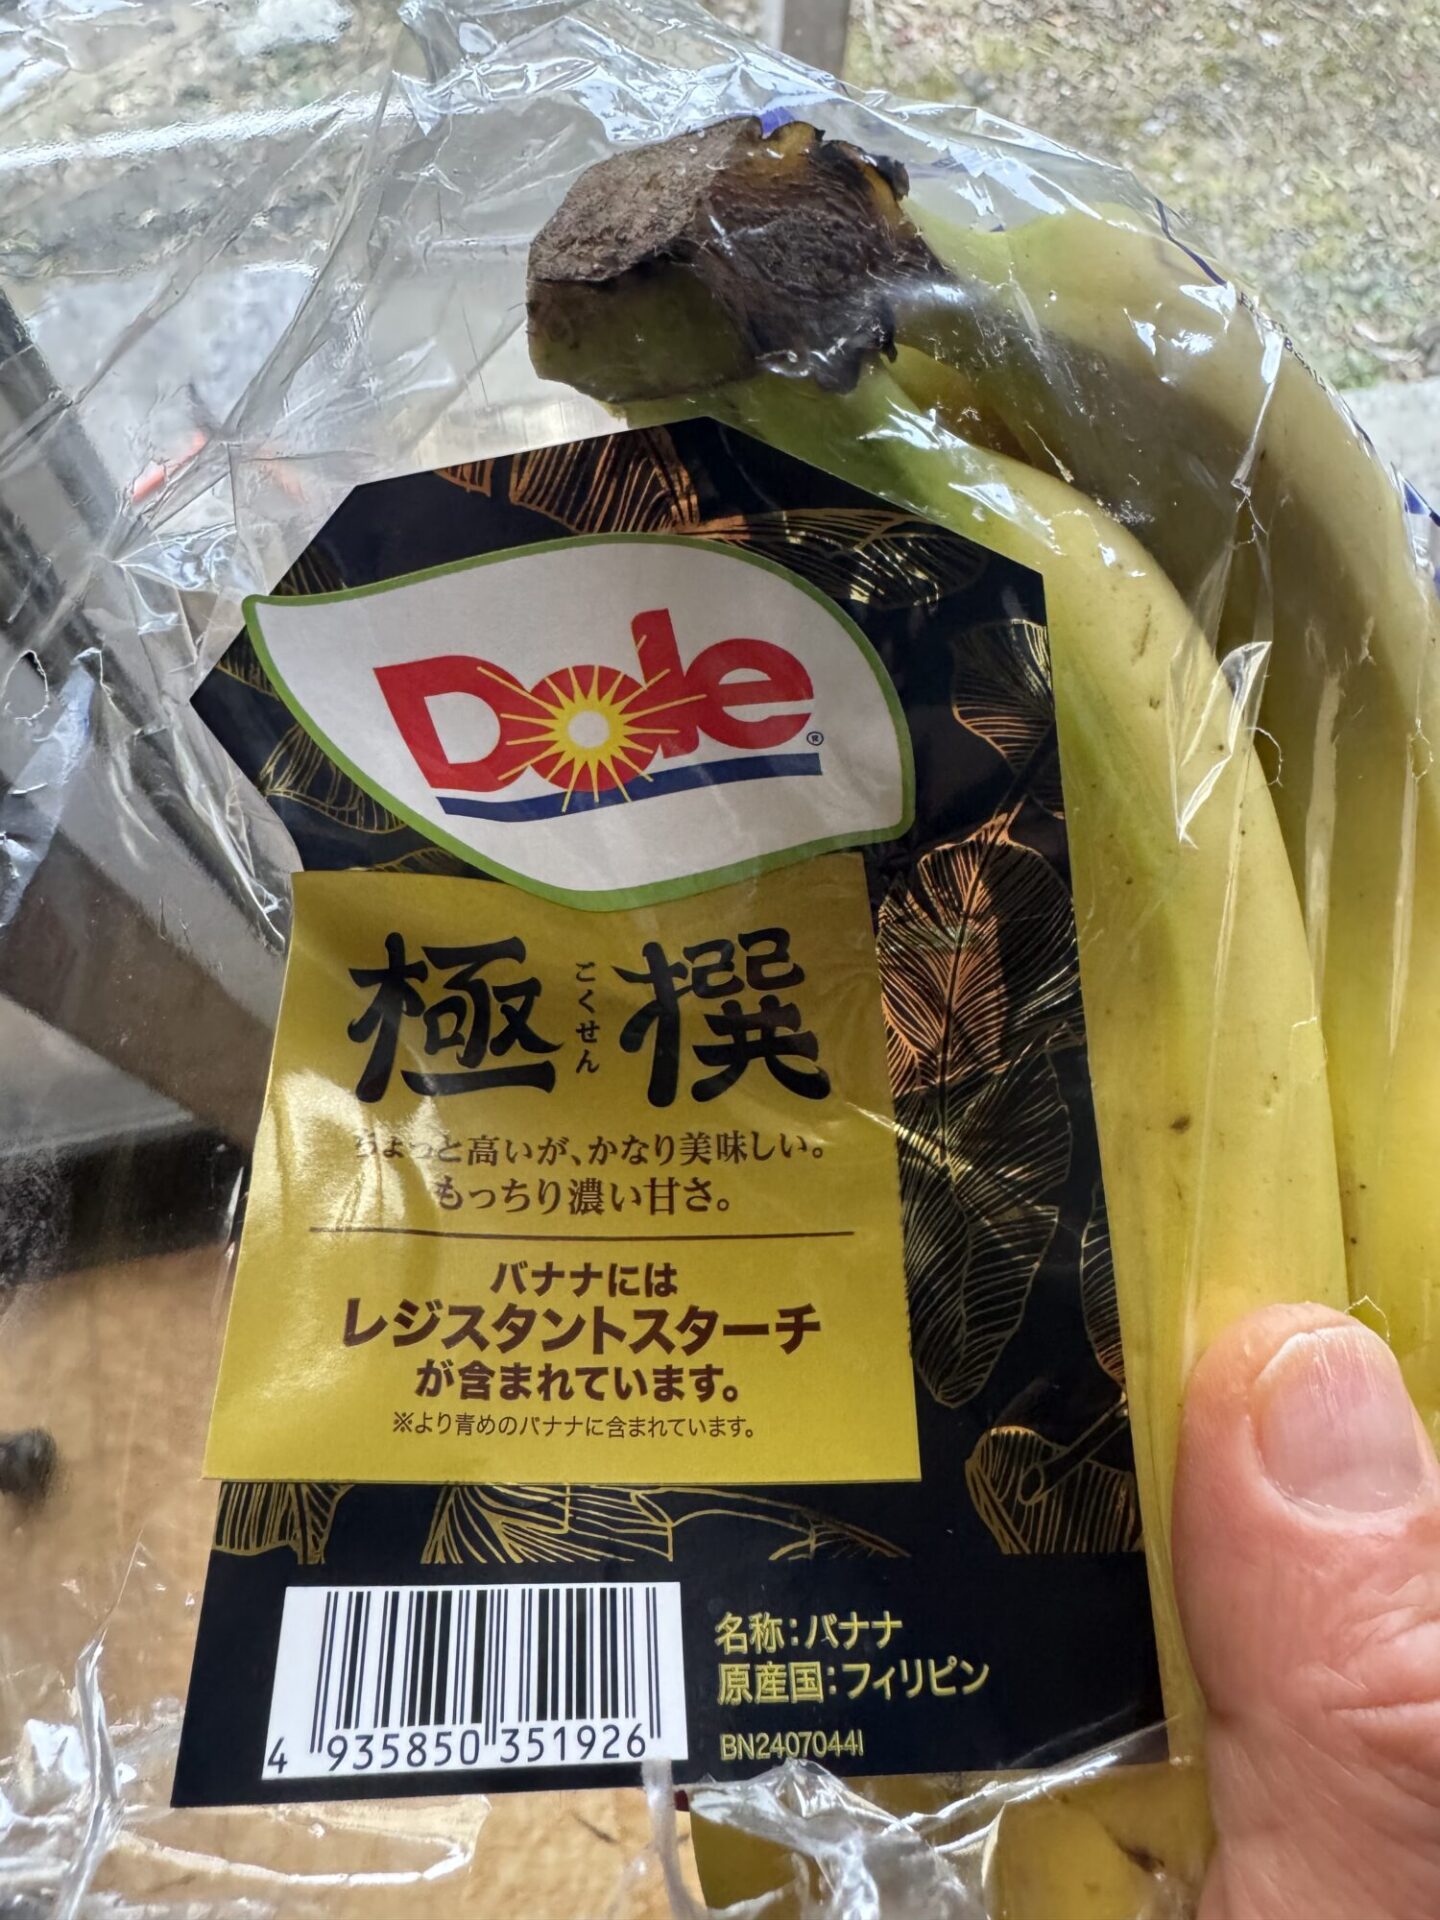 Dole
極撰
ごくせん
ちょっと高いが、かなり美味しい。
もっちり濃い甘さ。
バナナには
レジスタントスターチ
が含まれています。
※より青めのバナナに含まれています。
4 935850 351926
名称：バナナ
原産国：フィリピン
BN2407044I